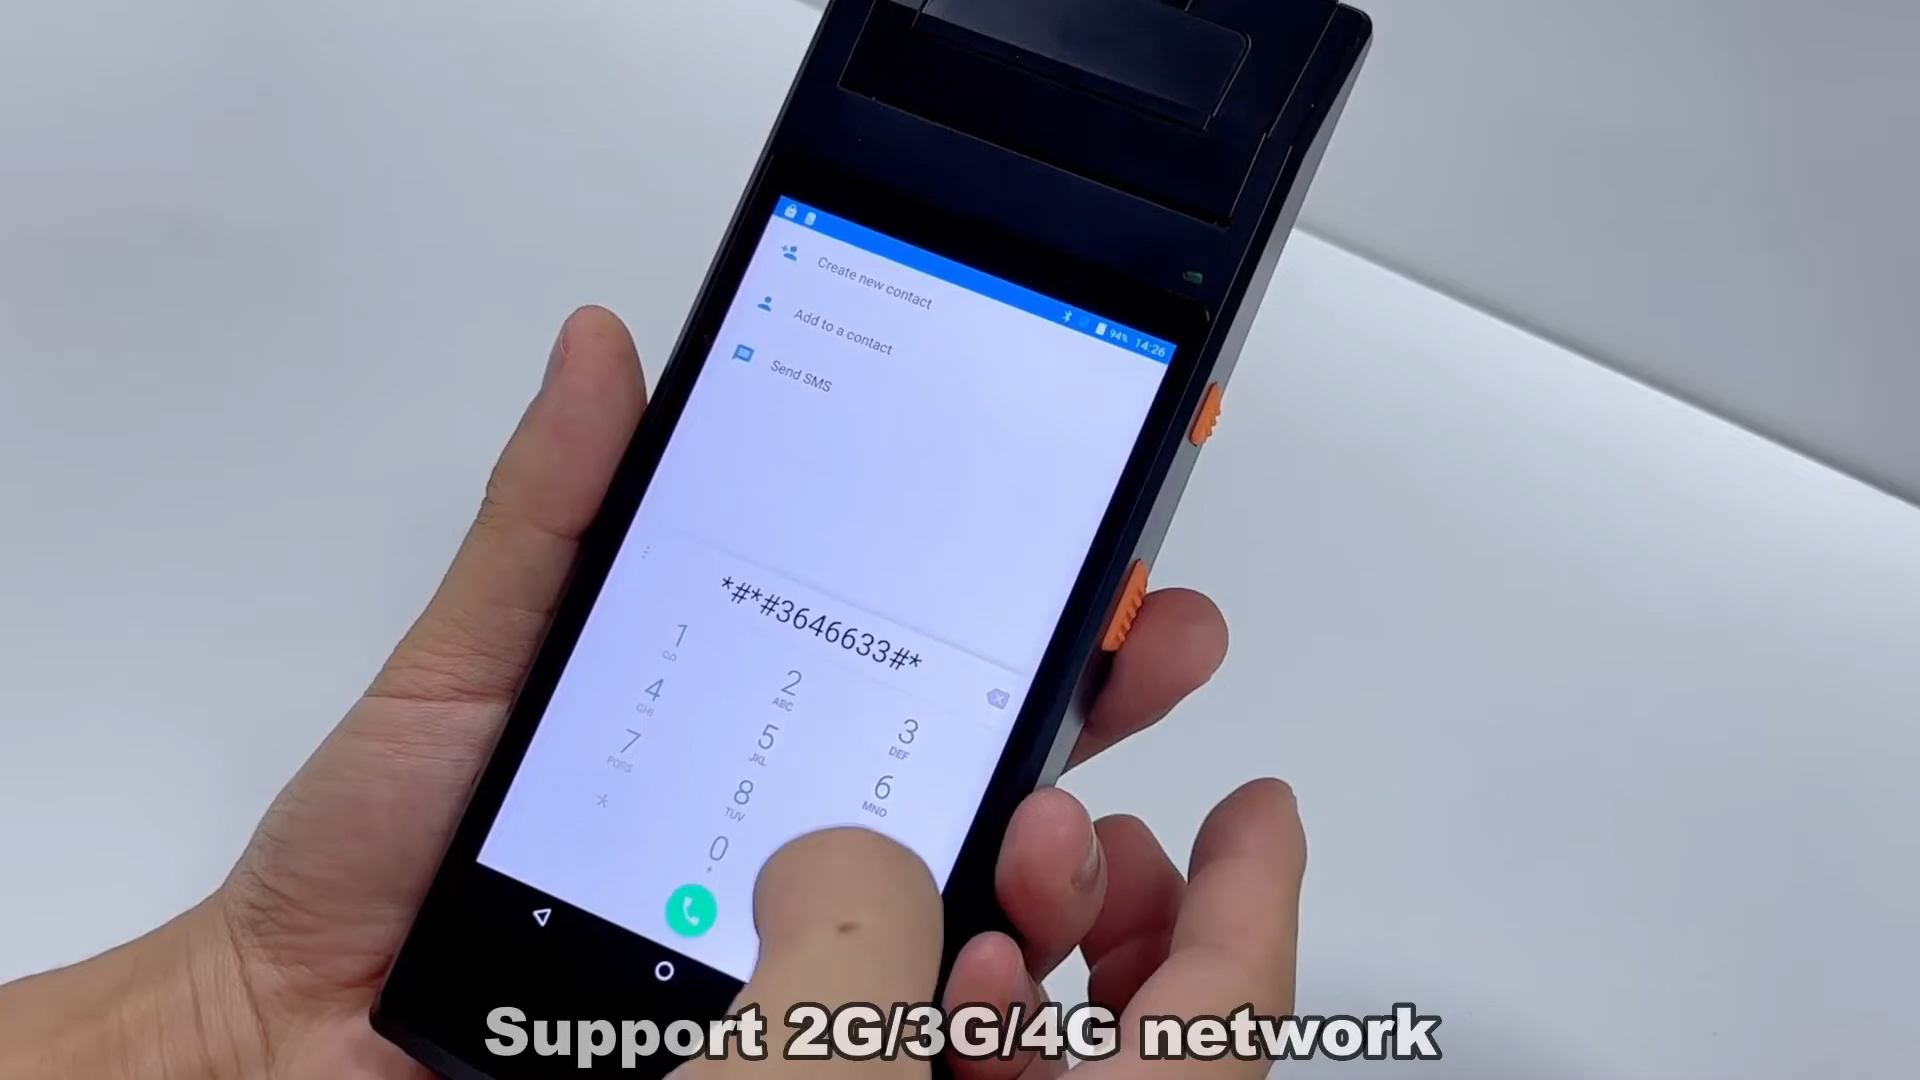 94% 14:26
Create new contact
Add to a contact
Send SMS
*#*#3646633#*
1
2 ABC
3 DEF
4 GHI
5 JKL
6 MNO
7 PQRS
8 TUV
*
0
Support 2G/3G/4G network